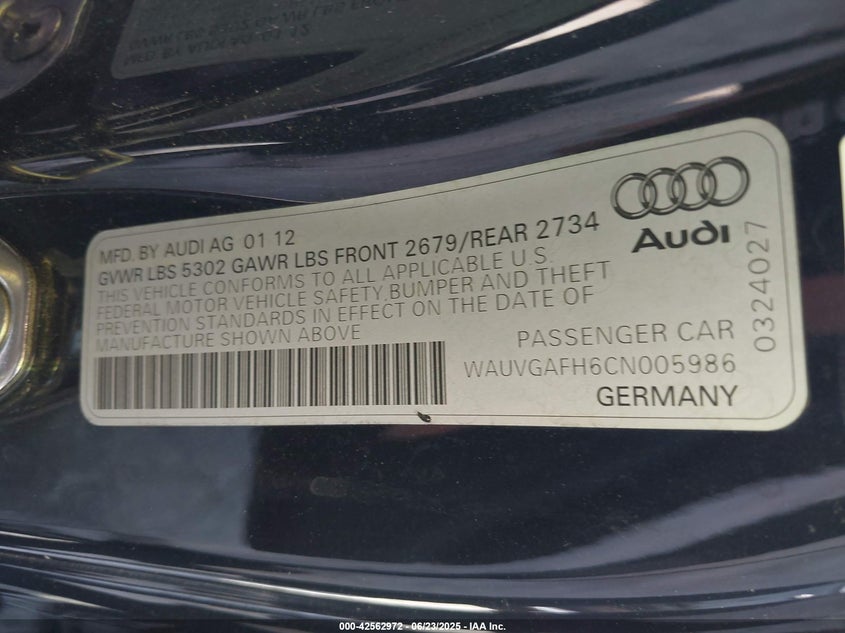 MFD. BY AUDI AG 01 12
GVWR LBS 5302 GAWR LBS FRONT 2679/REAR 2734
THIS VEHICLE CONFORMS TO ALL APPLICABLE U.S.
FEDERAL MOTOR VEHICLE SAFETY, BUMPER AND THEFT
PREVENTION STANDARDS IN EFFECT ON THE DATE OF
MANUFACTURE SHOWN ABOVE
Audi
0324027
PASSENGER CAR
WAUVGAFH6CN005986
GERMANY
000-42562972 - 06/23/2025 - IAA Inc.